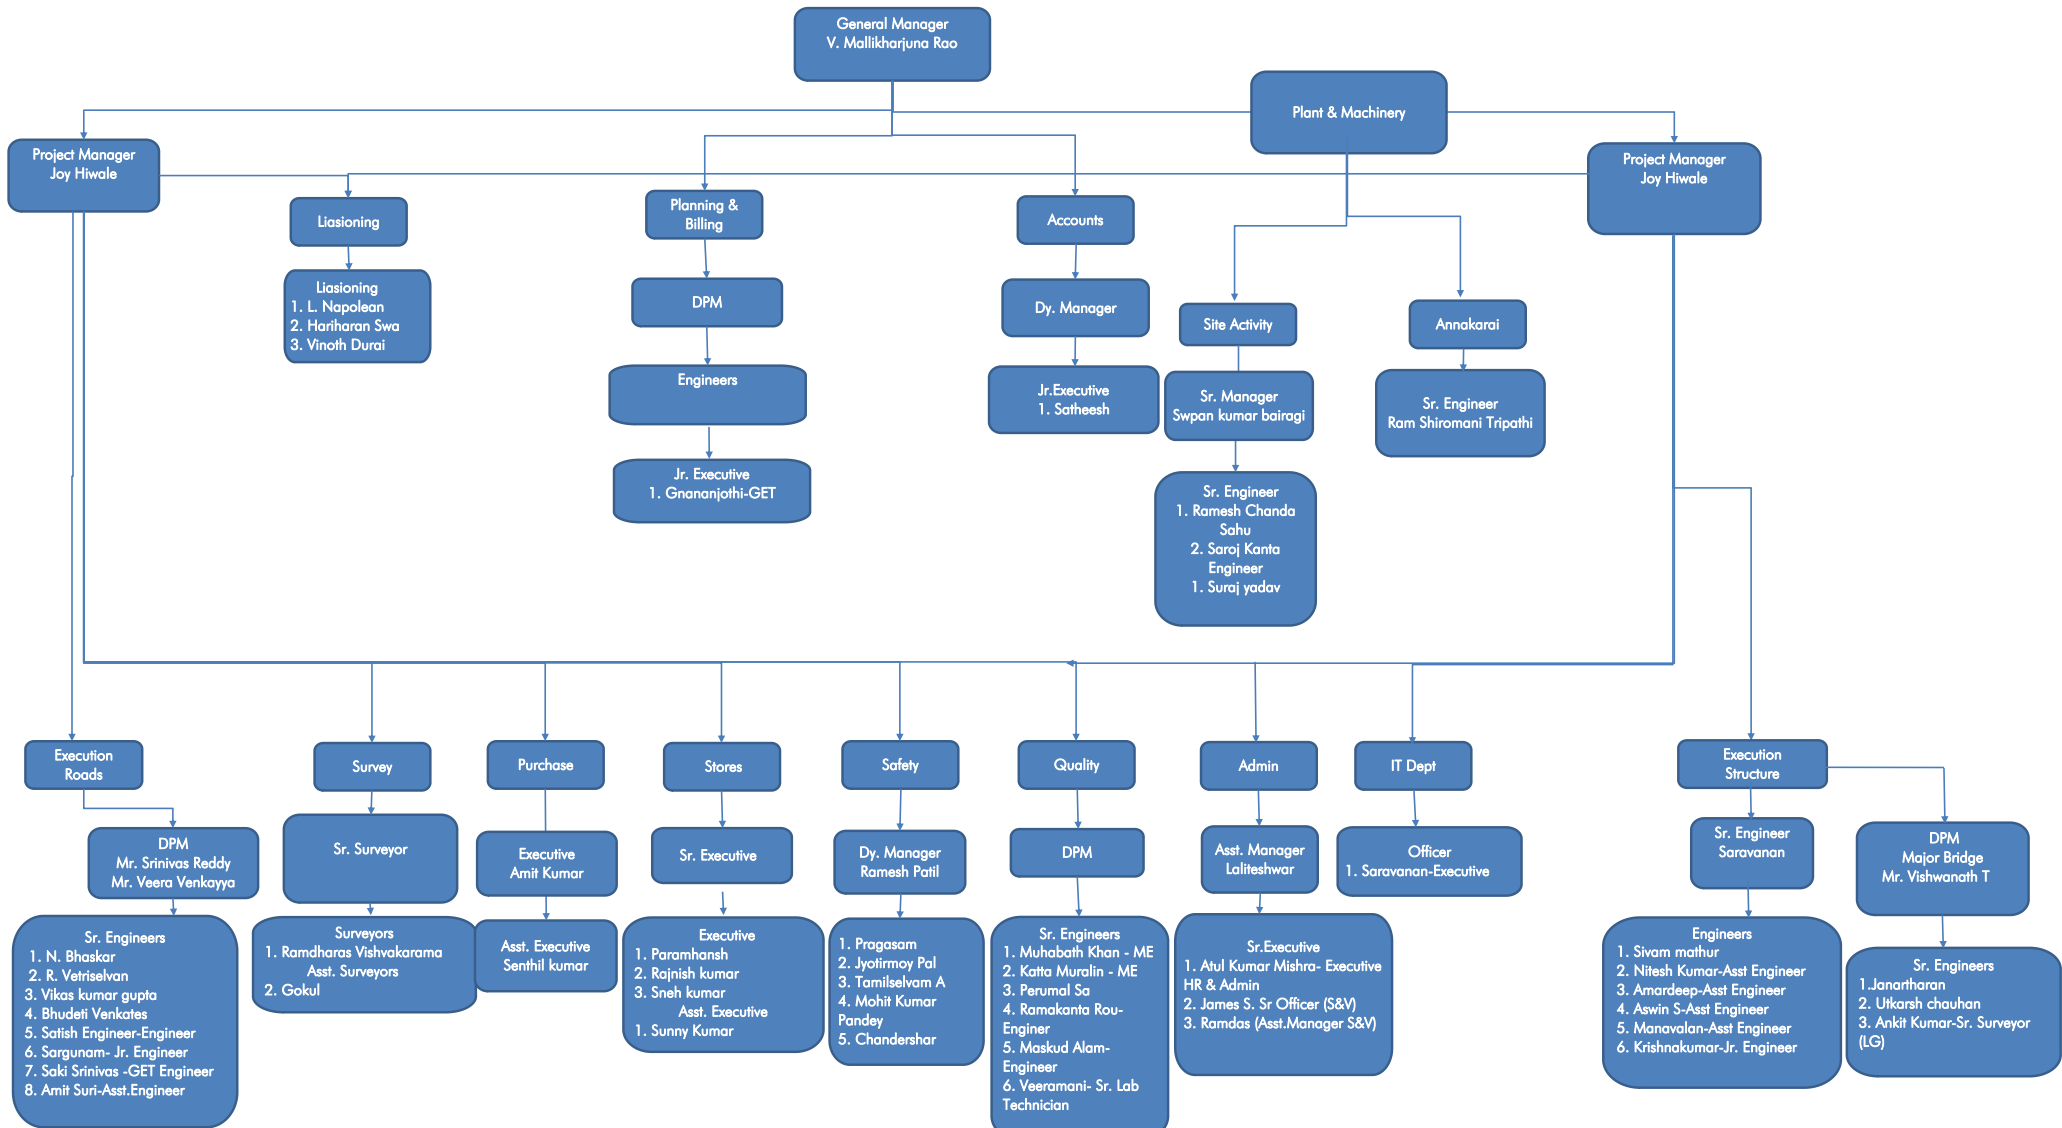 General Manager
V. Mallikharjuna Rao
Plant & Machinery
Project Manager
Joy Hiwale
Project Manager
Joy Hiwale
Liasioning
Planning &
Billing
Accounts
Liasioning
1. L. Napolean
2. Hariharan Swa
3. Vinoth Durai
DPM
Dy. Manager
Site Activity
Annakarai
Engineers
Jr.Executive
1. Satheesh
Sr. Manager
Swpan kumar bairagi
Sr. Engineer
Ram Shiromani Tripathi
Jr. Executive
1. Gnananjothi-GET
Sr. Engineer
1. Ramesh Chanda
Sahu
2. Saroj Kanta
Engineer
1. Suraj yadav
Execution
Roads
Survey
Purchase
Stores
Safety
Quality
Admin
IT Dept
Execution
Structure
DPM
Mr. Srinivas Reddy
Mr. Veera Venkayya
Sr. Surveyor
Executive
Amit Kumar
Sr. Executive
Dy. Manager
Ramesh Patil
DPM
Asst. Manager
Laliteshwar
Officer
1. Saravanan-Executive
Sr. Engineer
Saravanan
DPM
Major Bridge
Mr. Vishwanath T
Sr. Engineers
1. N. Bhaskar
2. R. Vetriselvan
3. Vikas kumar gupta
4. Bhudeti Venkates
5. Satish Engineer-Engineer
6. Sargunam- Jr. Engineer
7. Saki Srinivas -GET Engineer
8. Amit Suri-Asst.Engineer
Surveyors
1. Ramdharas Vishvakarama
Asst. Surveyors
2. Gokul
Asst. Executive
Senthil kumar
Executive
1. Paramhansh
2. Rajnish kumar
3. Sneh kumar
Asst. Executive
1. Sunny Kumar
1. Pragasam
2. Jyotirmoy Pal
3. Tamilselvam A
4. Mohit Kumar
Pandey
5. Chandershar
Sr. Engineers
1. Muhabath Khan - ME
2. Katta Muralin - ME
3. Perumal Sa
4. Ramakanta Rou-
Enginer
5. Maskud Alam-
Engineer
6. Veeramani- Sr. Lab
Technician
Sr.Executive
1. Atul Kumar Mishra- Executive
HR & Admin
2. James S. Sr Officer (S&V)
3. Ramdas (Asst.Manager S&V)
Engineers
1. Sivam mathur
2. Nitesh Kumar-Asst Engineer
3. Amardeep-Asst Engineer
4. Aswin S-Asst Engineer
5. Manavalan-Asst Engineer
6. Krishnakumar-Jr. Engineer
Sr. Engineers
1.Janartharan
2. Utkarsh chauhan
3. Ankit Kumar-Sr. Surveyor
(LG)